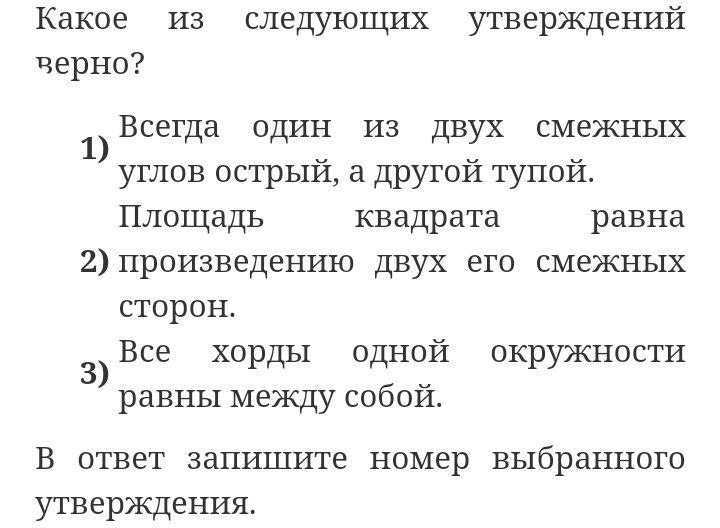 Какое из следующих утверждений
верно?
Всегда один из двух смежных
1) углов острый, а другой тупой.
Площадь квадрата равна
2) произведению двух его смежных
сторон.
Все хорды одной окружности
3) равны между собой.
В ответ запишите номер выбранного
утверждения.